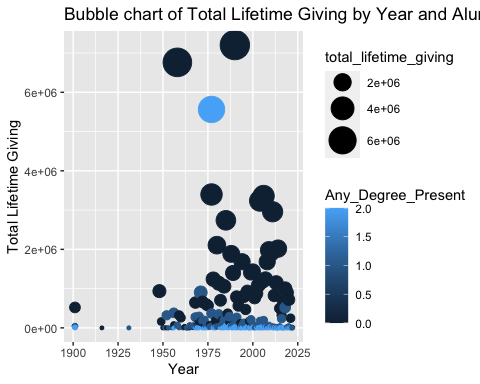 Bubble chart of Total Lifetime Giving by Year and Alu
Total Lifetime Giving
6e+06
4e+06
2e+06
0e+00
1900 1925 1950 1975 2000 2025
Year
total_lifetime_giving
2e+06
4e+06
6e+06
Any_Degree_Present
2.0
1.5
1.0
0.5
0.0